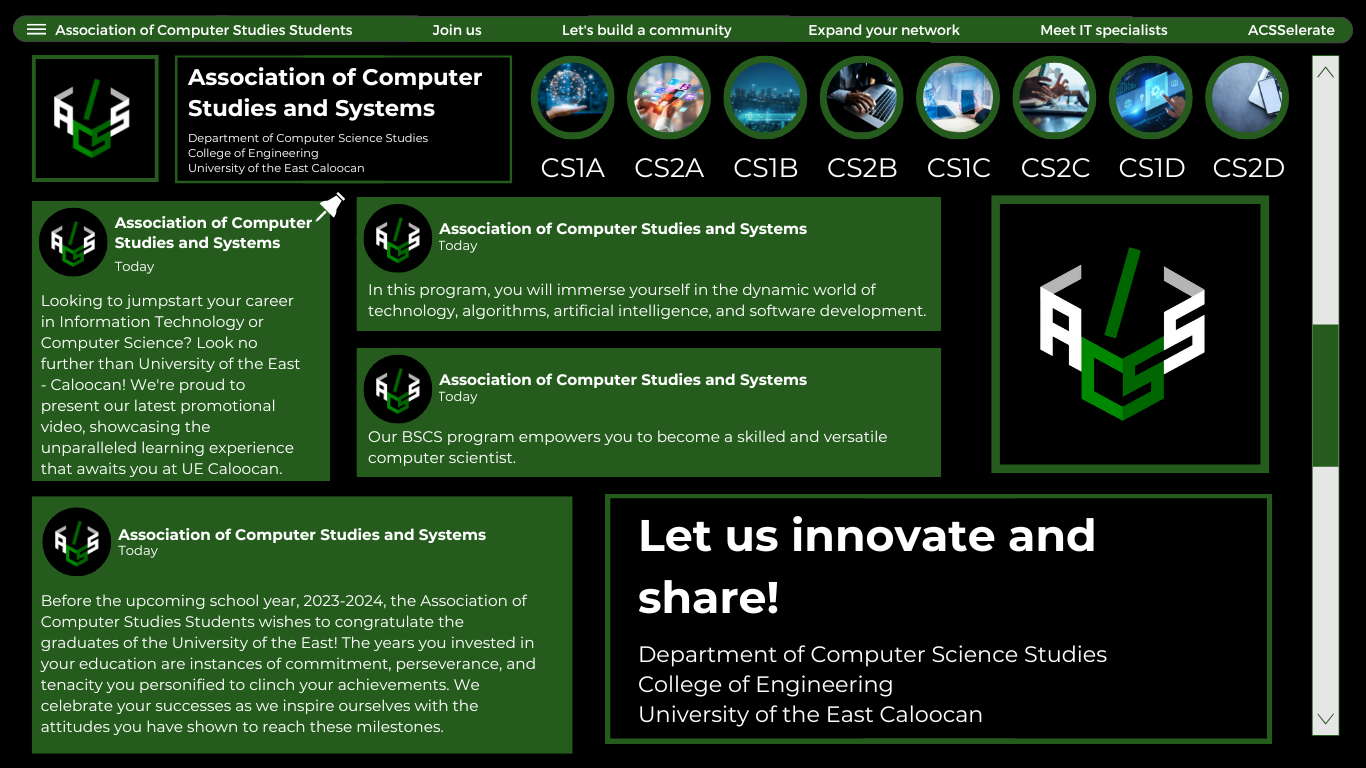 Association of Computer Studies Students
Join us
Let's build a community
Expand your network
Meet IT specialists
ACSSelerate
ACSS
Association of Computer
Studies and Systems
Department of Computer Science Studies
College of Engineering
University of the East Caloocan
CS1A
CS2A
CS1B
CS2B
CS1C
CS2C
CS1D
CS2D
ACSS
Association of Computer
Studies and Systems
Today
Looking to jumpstart your career
in Information Technology or
Computer Science? Look no
further than University of the East
- Caloocan! We're proud to
present our latest promotional
video, showcasing the
unparalleled learning experience
that awaits you at UE Caloocan.
ACSS
Association of Computer Studies and Systems
Today
In this program, you will immerse yourself in the dynamic world of
technology, algorithms, artificial intelligence, and software development.
ACSS
Association of Computer Studies and Systems
Today
Our BSCS program empowers you to become a skilled and versatile
computer scientist.
ACSS
ACSS
Association of Computer Studies and Systems
Today
Before the upcoming school year, 2023-2024, the Association of
Computer Studies Students wishes to congratulate the
graduates of the University of the East! The years you invested in
your education are instances of commitment, perseverance, and
tenacity you personified to clinch your achievements. We
celebrate your successes as we inspire ourselves with the
attitudes you have shown to reach these milestones.
Let us innovate and
share!
Department of Computer Science Studies
College of Engineering
University of the East Caloocan